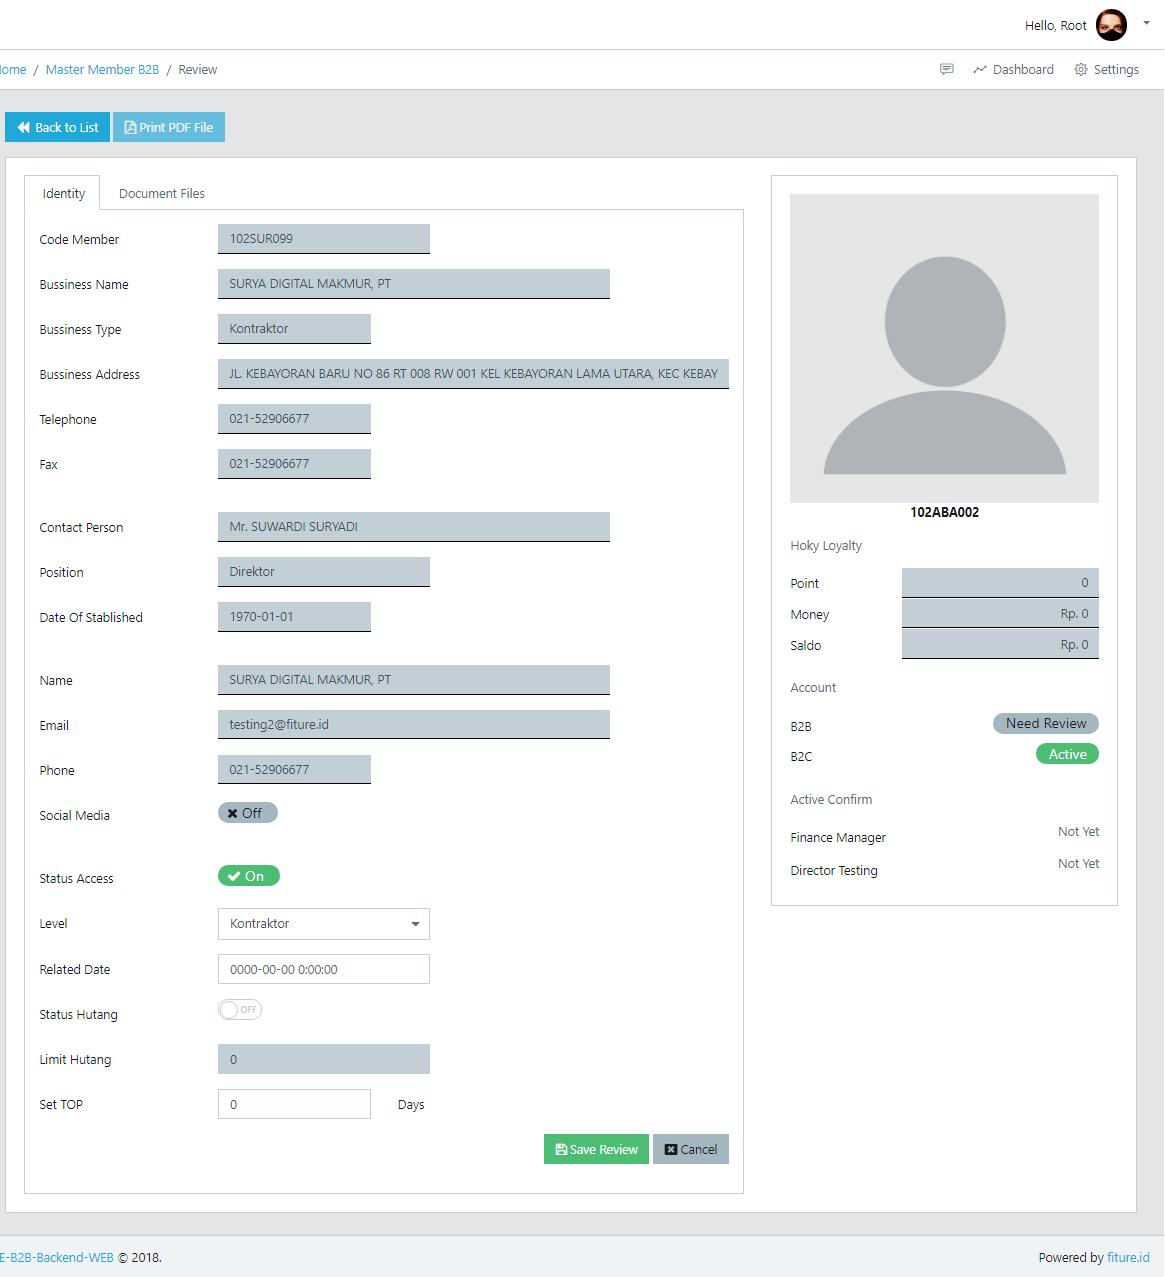 Hello, Root
ome / Master Member B2B / Review
Dashboard
Settings
Back to List
Print PDF File
Identity
Document Files
Code Member
102SUR099
Bussiness Name
SURYA DIGITAL MAKMUR, PT
Bussiness Type
Kontraktor
Bussiness Address
JL. KEBAYORAN BARU NO 86 RT 008 RW 001 KEL KEBAYORAN LAMA UTARA, KEC KEBAY
Telephone
021-52906677
Fax
021-52906677
Contact Person
Mr. SUWARDI SURYADI
Position
Direktor
Date Of Stablished
1970-01-01
Name
SURYA DIGITAL MAKMUR, PT
Email
testing2@fiture.id
Phone
021-52906677
Social Media
Off
Status Access
On
Level
Kontraktor
Related Date
0000-00-00 0:00:00
Status Hutang
OFF
Limit Hutang
0
Set TOP
0
Days
Save Review
Cancel
102ABA002
Hoky Loyalty
Point
0
Money
Rp. 0
Saldo
Rp. 0
Account
B2B
Need Review
B2C
Active
Active Confirm
Finance Manager
Not Yet
Director Testing
Not Yet
E-B2B-Backend-WEB © 2018.
Powered by fiture.id